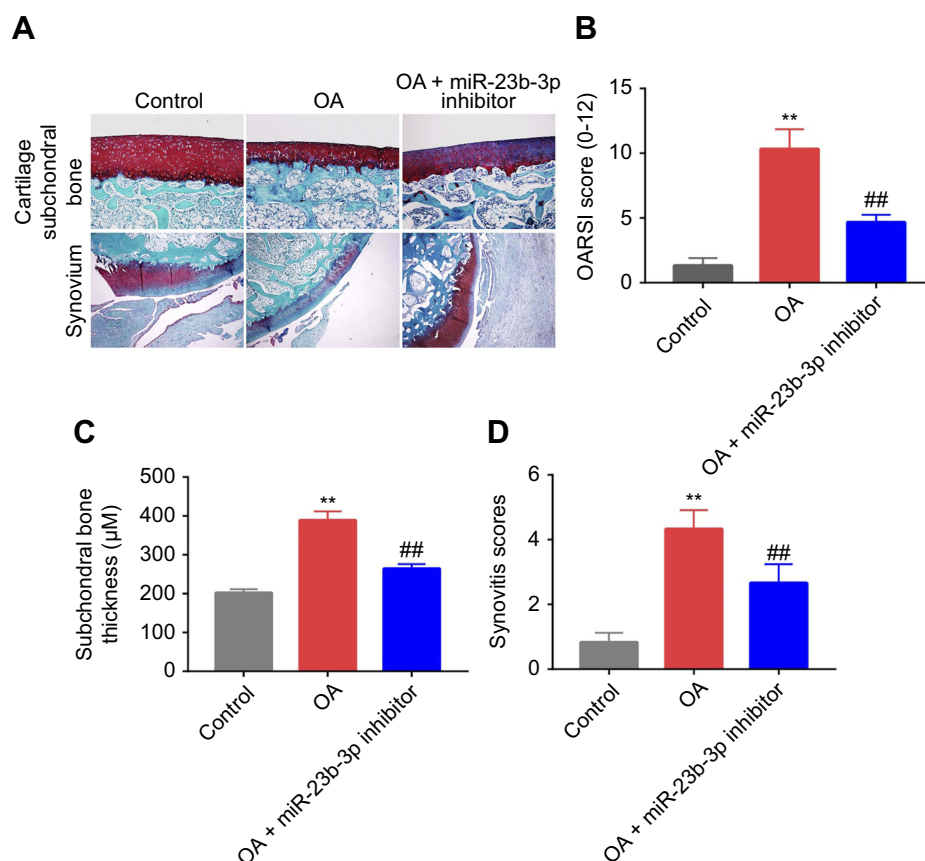 A
Control
OA
OA + miR-23b-3p
inhibitor
Cartilage
subchondral
bone
Synovium
B
OARSI score (0-12)
15
10
5
0
**
##
Control
OA
OA + miR-23b-3p inhibitor
C
Subchondral bone
thickness (µM)
500
400
300
200
100
0
**
##
Control
OA
OA + miR-23b-3p inhibitor
D
Synovitis scores
6
4
2
0
**
##
Control
OA
OA + miR-23b-3p inhibitor